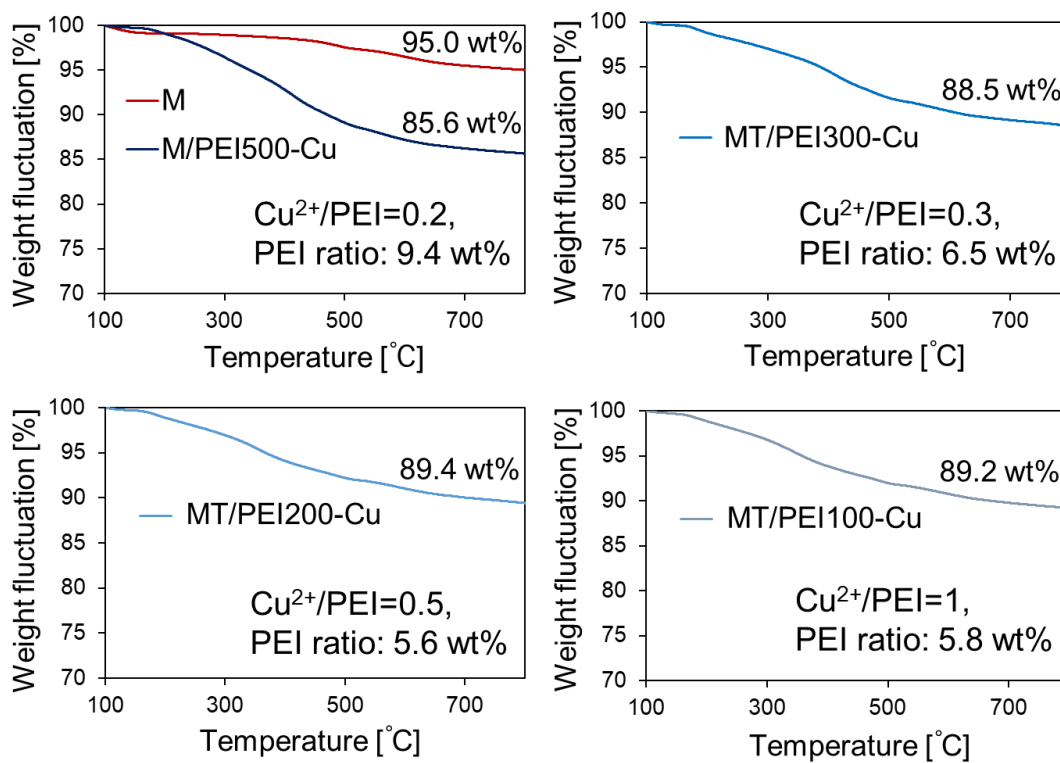 Weight fluctuation [%]
100
95
90
85
80
75
70
95.0 wt%
M
85.6 wt%
M/PEI500-Cu
Cu²⁺/PEI=0.2,
PEI ratio: 9.4 wt%
100 300 500 700
Temperature [°C]
Weight fluctuation [%]
100
95
90
85
80
75
70
88.5 wt%
MT/PEI300-Cu
Cu²⁺/PEI=0.3,
PEI ratio: 6.5 wt%
100 300 500 700
Temperature [°C]
Weight fluctuation [%]
100
95
90
85
80
75
70
89.4 wt%
MT/PEI200-Cu
Cu²⁺/PEI=0.5,
PEI ratio: 5.6 wt%
100 300 500 700
Temperature [°C]
Weight fluctuation [%]
100
95
90
85
80
75
70
89.2 wt%
MT/PEI100-Cu
Cu²⁺/PEI=1,
PEI ratio: 5.8 wt%
100 300 500 700
Temperature [°C]